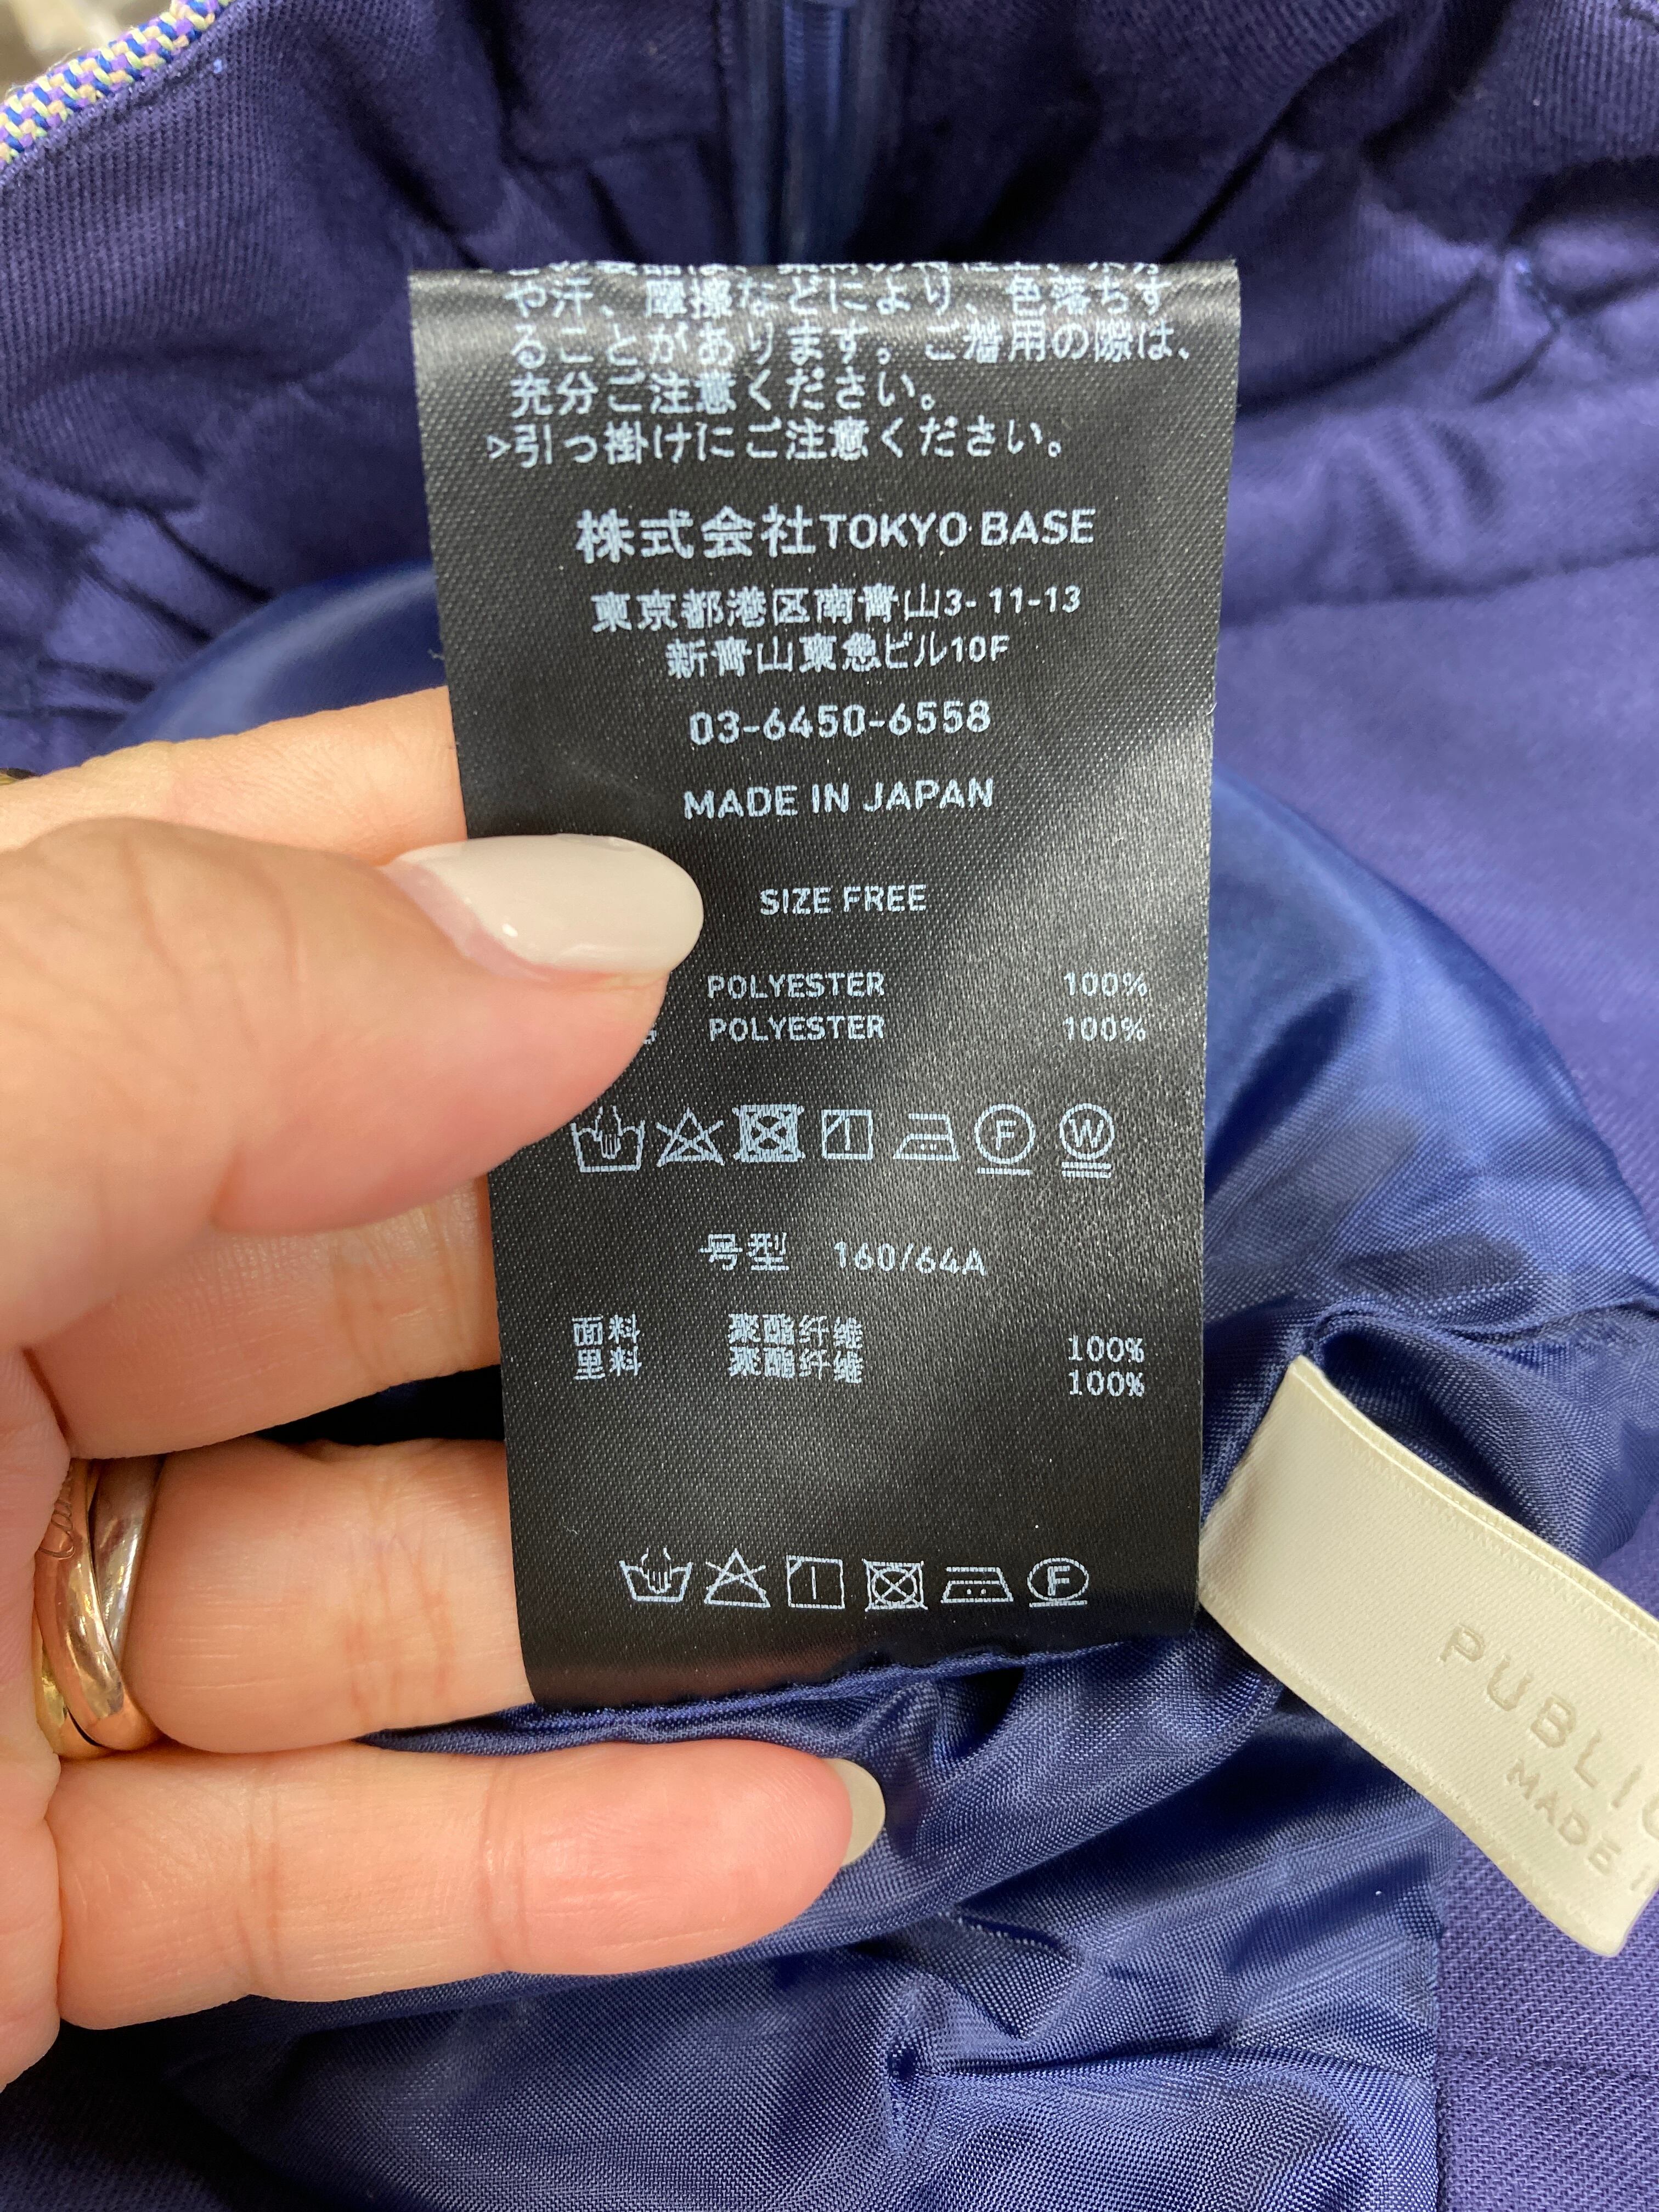 や汗、摩擦などにより、色落ちす
ることがあります。ご着用の際は、
充分ご注意ください。
▷引っ掛けにご注意ください。
株式会社TOKYO BASE
東京都港区南青山3-11-13
新青山東急ビル10F
03-6450-6558
MADE IN JAPAN
SIZE FREE
POLYESTER 100%
POLYESTER 100%
F W
号型 160/64A
面料 聚酯纤维 100%
里料 聚酯纤维 100%
F
PUBLIC
MADE I